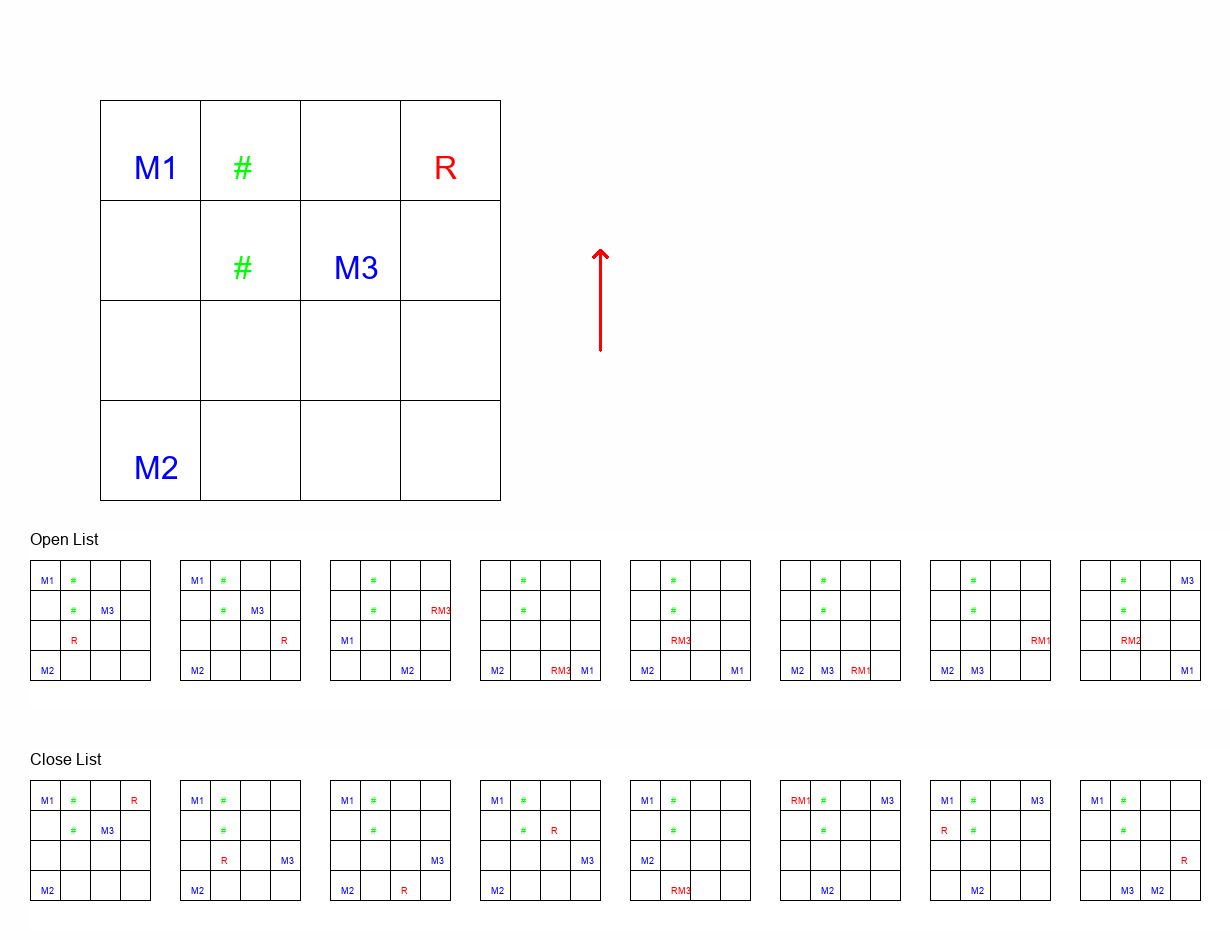 M1 # R
# M3
M2
Open List
M1 # M1 # # # # # # # M3
# M3 # M3 # RM3 # # # # #
R R M1 RM3 RM1 RM2
M2 M2 M2 M2 RM3 M1 M2 M1 M2 M3 RM1 M2 M3 M1
Close List
M1 # R M1 # M1 # M1 # M1 # RM1 # M3 M1 # M3 M1 #
# M3 # # # R # # R # #
R M3 M3 M3 M2 R
M2 M2 M2 R M2 RM3 M2 M2 M3 M2